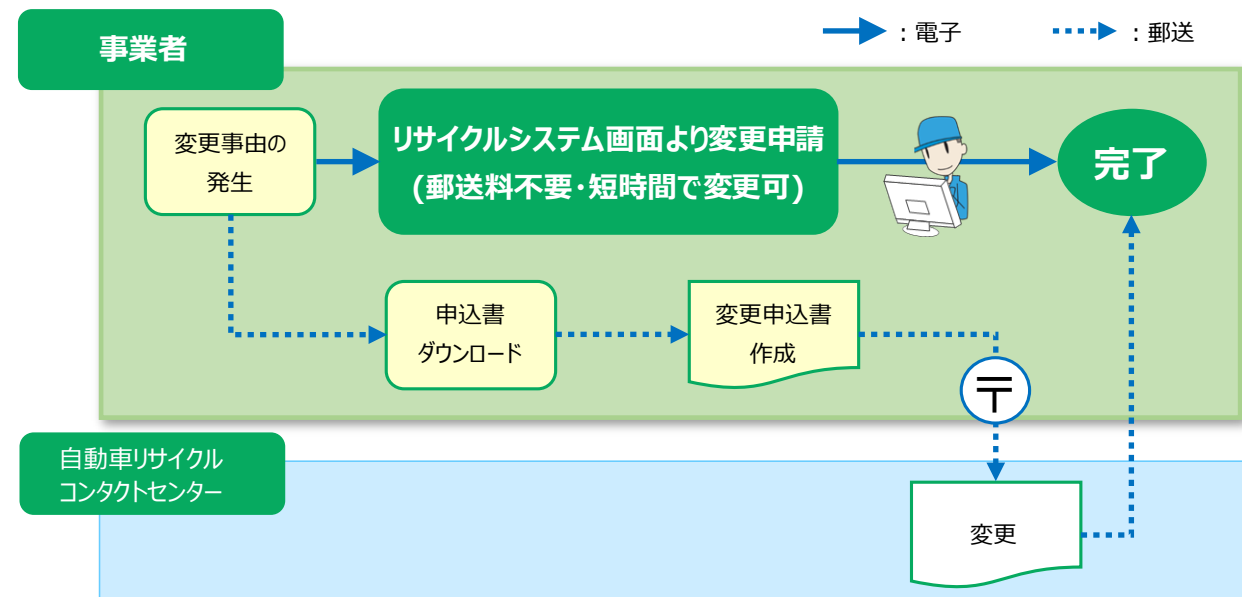 事業者
：電子
：郵送
変更事由の
発生
リサイクルシステム画面より変更申請
(郵送料不要・短時間で変更可)
完了
申込書
ダウンロード
変更申込書
作成
〒
自動車リサイクル
コンタクトセンター
変更